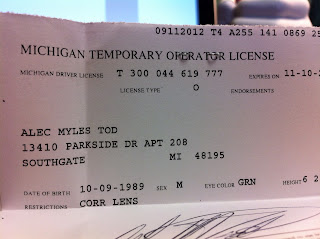 09112012 T4 A255 141 0869 25
MICHIGAN TEMPORARY OPERATOR LICENSE
MICHIGAN DRIVER LICENSE T 300 044 619 777 EXPIRES ON 11-10-
LICENSE TYPE O ENDORSEMENTS
ALEC MYLES TOD
13410 PARKSIDE DR APT 208
SOUTHGATE MI 48195
DATE OF BIRTH 10-09-1989 SEX M EYE COLOR GRN HEIGHT 6 2
RESTRICTIONS CORR LENS